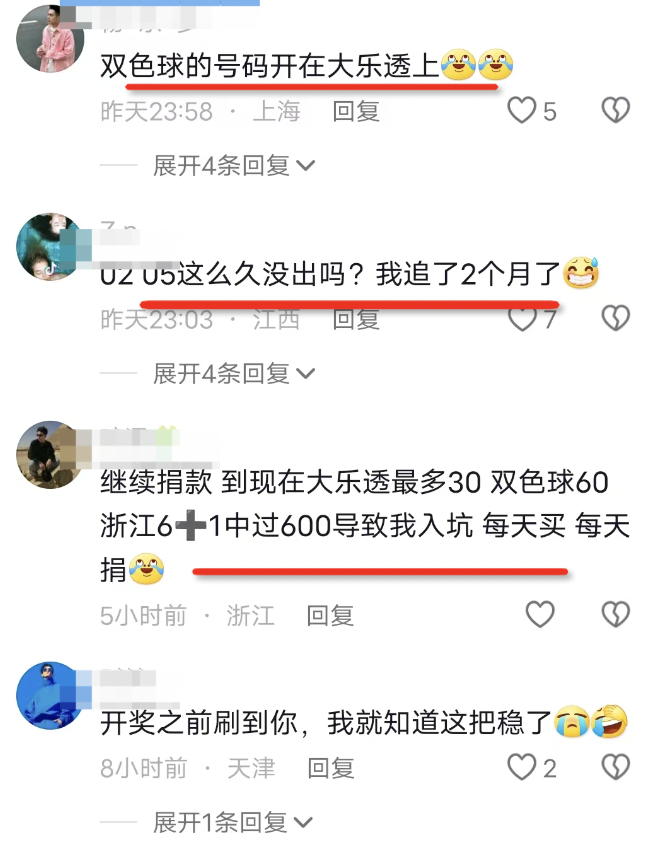 双色球的号码开在大乐透上
昨天23:58 · 上海 回复 5
展开4条回复
02 05这么久没出吗？我追了2个月了
昨天23:03 · 江西 回复 7
展开4条回复
继续捐款 到现在大乐透最多30 双色球60
浙江6➕1中过600导致我入坑 每天买 每天
捐
5小时前 · 浙江 回复
开奖之前刷到你，我就知道这把稳了
8小时前 · 天津 回复 2
展开1条回复